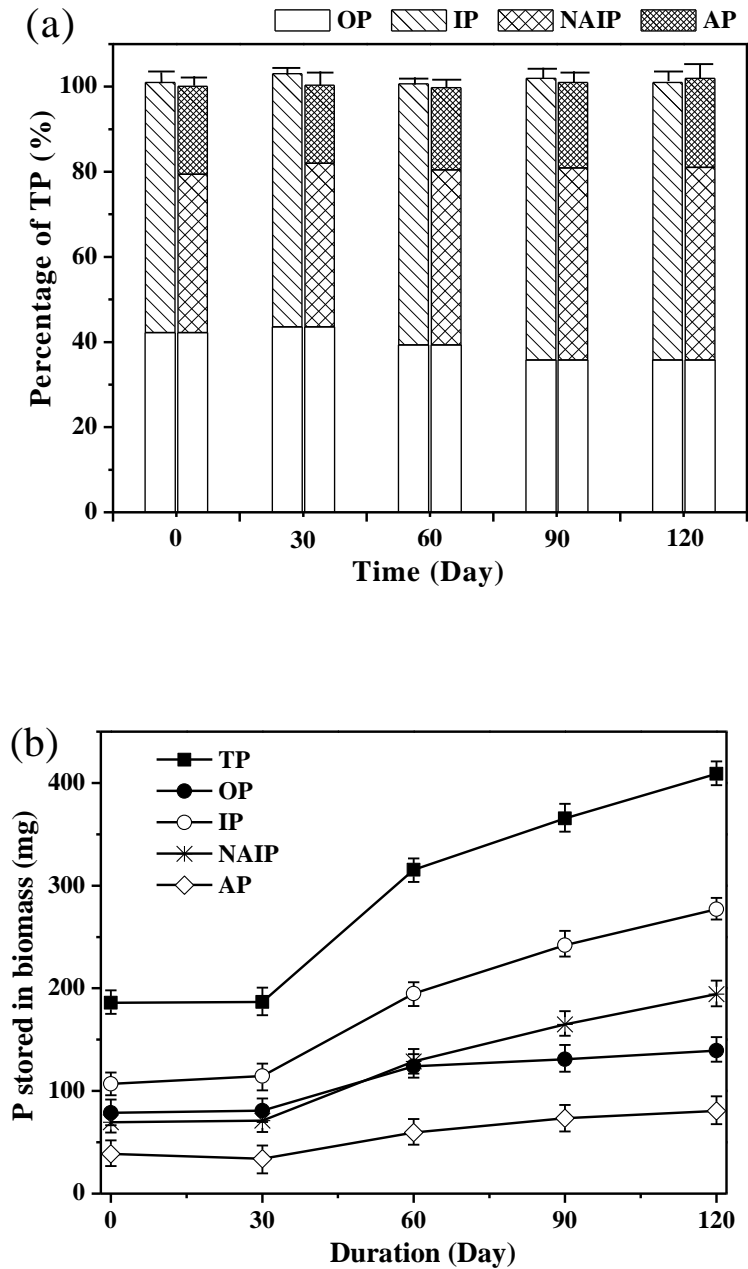 (a)
OP IP NAIP AP
Percentage of TP (%)
100
80
60
40
20
0
0 30 60 90 120
Time (Day)
(b)
TP
OP
IP
NAIP
AP
P stored in biomass (mg)
400
300
200
100
0
0 30 60 90 120
Duration (Day)